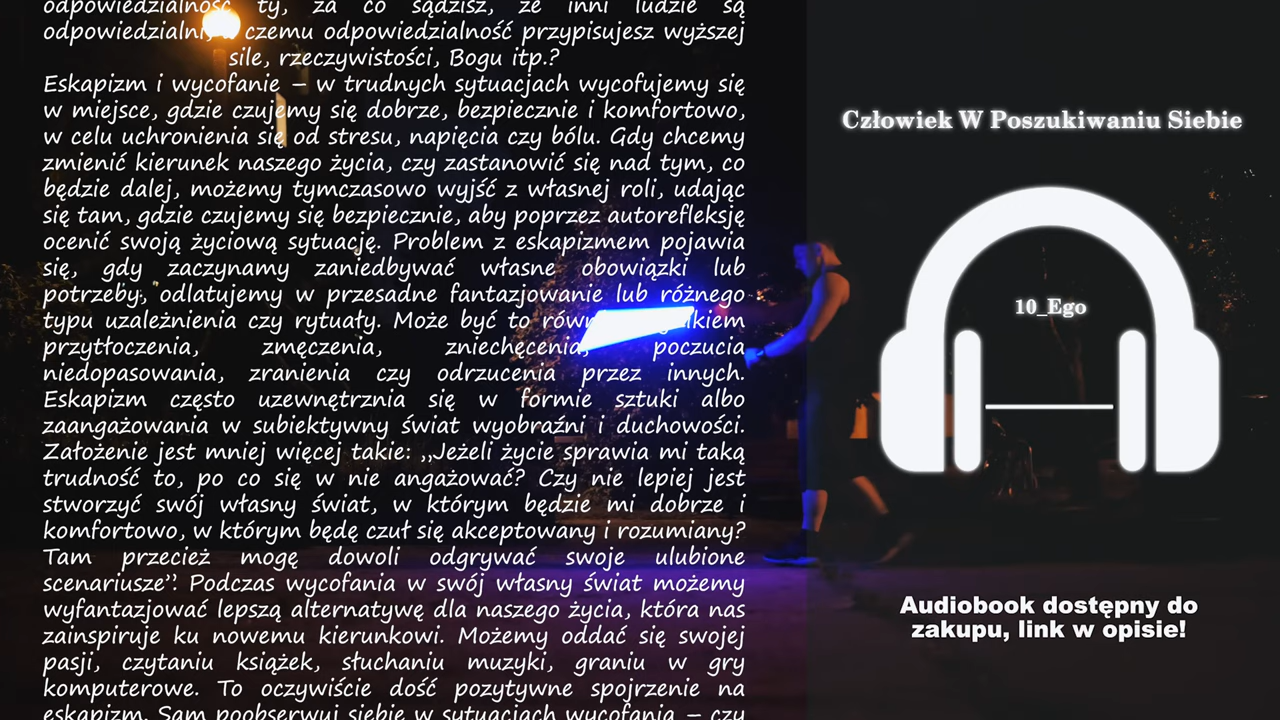 odpowiedzialność ty, za co sądzisz, że inni ludzie są
odpowiedzialni, a czemu odpowiedzialność przypisujesz wyższej
sile, rzeczywistości, Bogu itp.?
Eskapizm i wycofanie – w trudnych sytuacjach wycofujemy się
w miejsce, gdzie czujemy się dobrze, bezpiecznie i komfortowo,
w celu uchronienia się od stresu, napięcia czy bólu. Gdy chcemy
zmienić kierunek naszego życia, czy zastanowić się nad tym, co
będzie dalej, możemy tymczasowo wyjść z własnej roli, udając
się tam, gdzie czujemy się bezpiecznie, aby poprzez autorefleksję
ocenić swoją życiową sytuację. Problem z eskapizmem pojawia
się, gdy zaczynamy zaniedbywać własne obowiązki lub
potrzeby, odlatujemy w przesadne fantazjowanie lub różnego
typu uzależnienia czy rytuały. Może być to
przytłoczenia, zmęczenia, zniechęcenia, poczucia
niedopasowania, zranienia czy odrzucenia przez innych.
Eskapizm często uzewnętrznia się w formie sztuki albo
zaangażowania w subiektywny świat wyobraźni i duchowości.
Założenie jest mniej więcej takie: „Jeżeli życie sprawia mi taką
trudność to, po co się w nie angażować? Czy nie lepiej jest
stworzyć swój własny świat, w którym będzie mi dobrze i
komfortowo, w którym będę czuł się akceptowany i rozumiany?
Tam przecież mogę dowoli odgrywać swoje ulubione
scenariusze”. Podczas wycofania w swój własny świat możemy
wyfantazjować lepszą alternatywę dla naszego życia, która nas
zainspiruje ku nowemu kierunkowi. Możemy oddać się swojej
pasji, czytaniu książek, słuchaniu muzyki, graniu w gry
komputerowe. To oczywiście dość pozytywne spojrzenie na
eskapizm. Sam poobserwuj siebie w sytuacjach wycofania – czy
Człowiek W Poszukiwaniu Siebie
10_Ego
Audiobook dostępny do
zakupu, link w opisie!